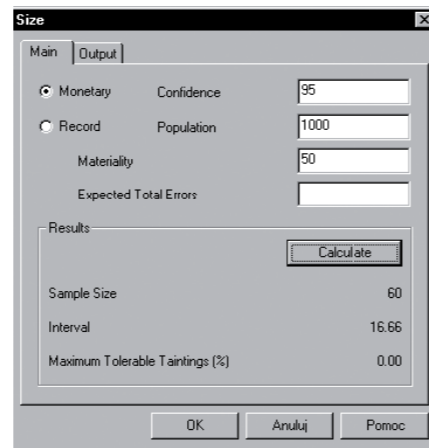 Size
Main Output
Monetary Confidence 95
Record Population 1000
Materiality 50
Expected Total Errors
Results
Calculate
Sample Size 60
Interval 16.66
Maximum Tolerable Taintings (%) 0.00
OK Anuluj Pomoc